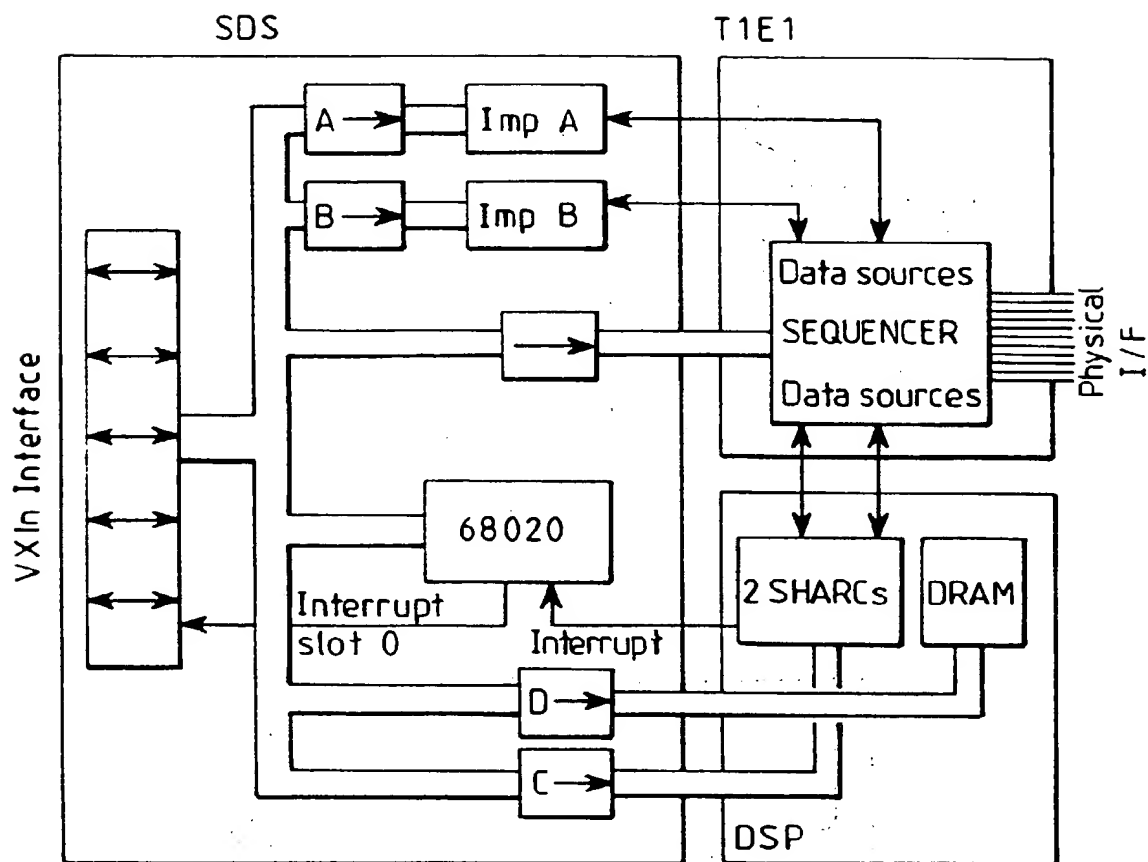 SDS
T1E1
A
Imp A
B
Imp B
Data sources
SEQUENCER
Data sources
Physical
I/F
VXIn Interface
68020
2 SHARCs
DRAM
Interrupt
slot 0
Interrupt
D
C
DSP